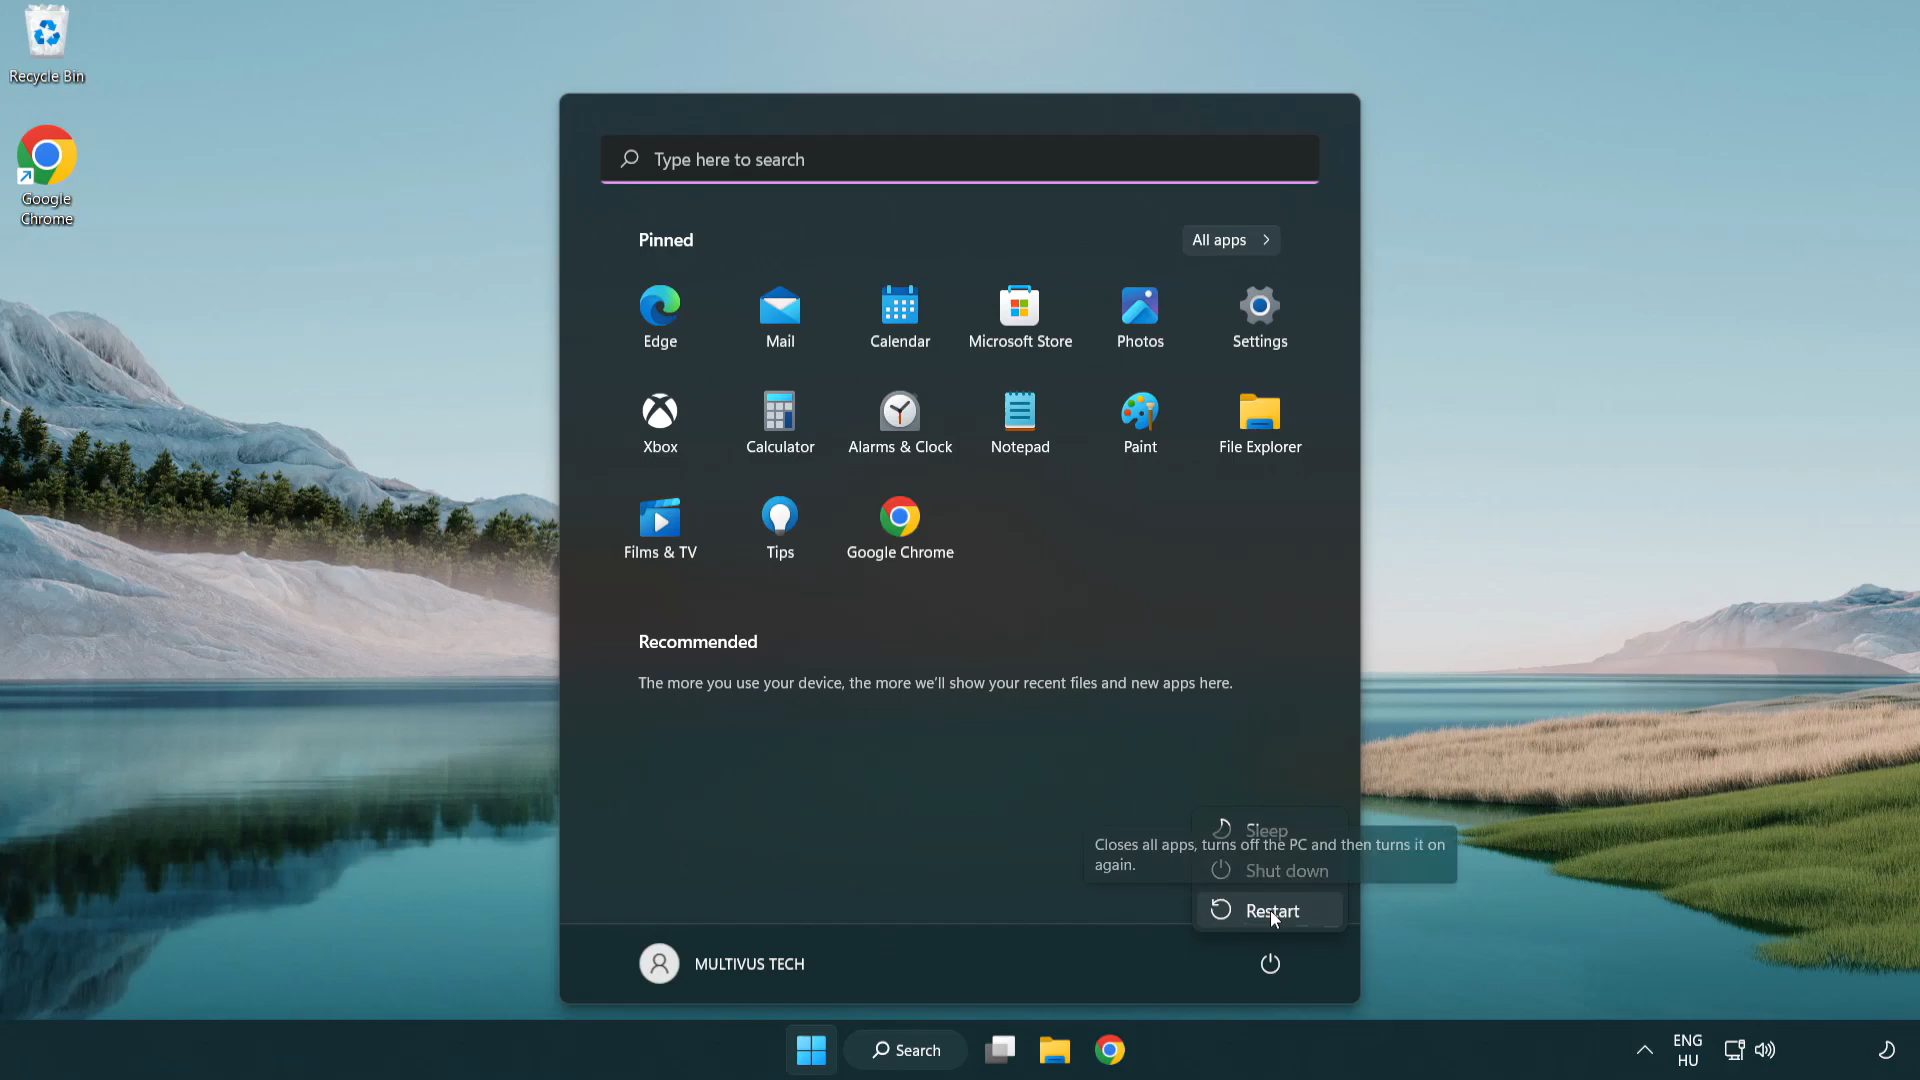 Recycle Bin
Google
Chrome
Type here to search
Pinned
All apps
Edge
Mail
Calendar
Microsoft Store
Photos
Settings
Xbox
Calculator
Alarms & Clock
Notepad
Paint
File Explorer
Films & TV
Tips
Google Chrome
Recommended
The more you use your device, the more we'll show your recent files and new apps here.
Sleep
Closes all apps, turns off the PC and then turns it on
again.
Shut down
Restart
MULTIVUS TECH
Search
ENG
HU